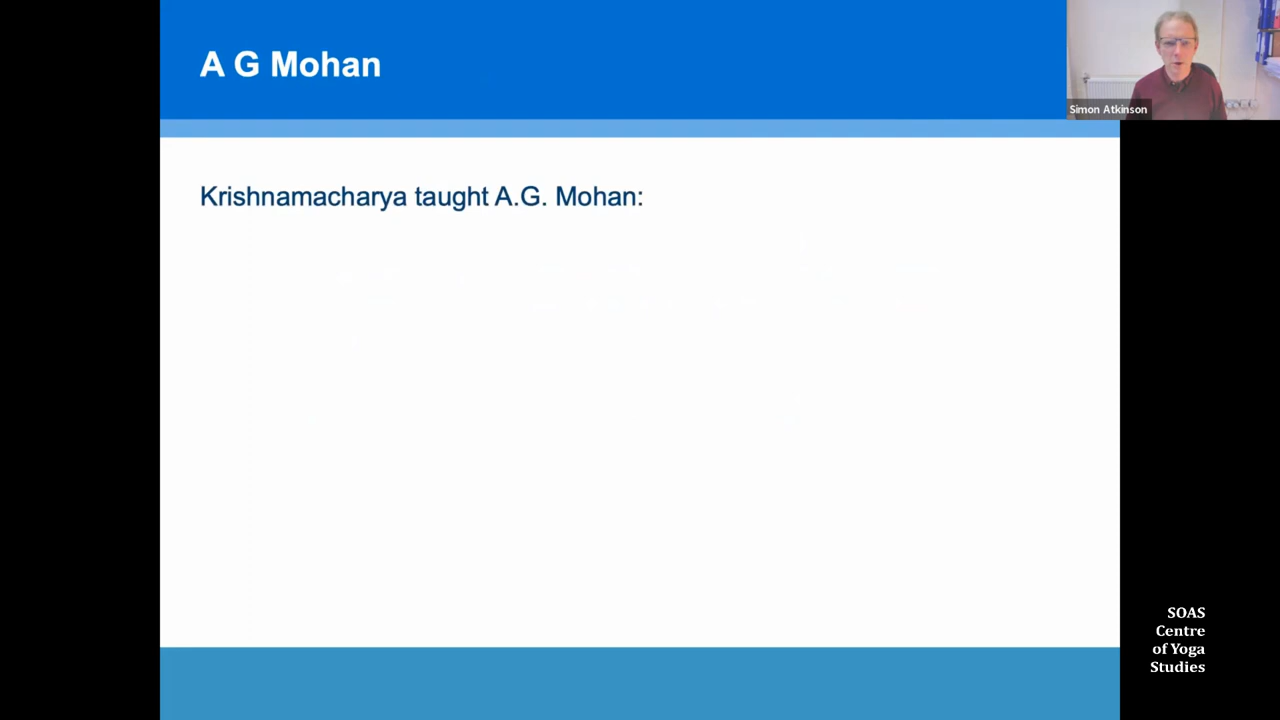 A G Mohan
Simon Atkinson
Krishnamacharya taught A.G. Mohan:
SOAS
Centre
of Yoga
Studies